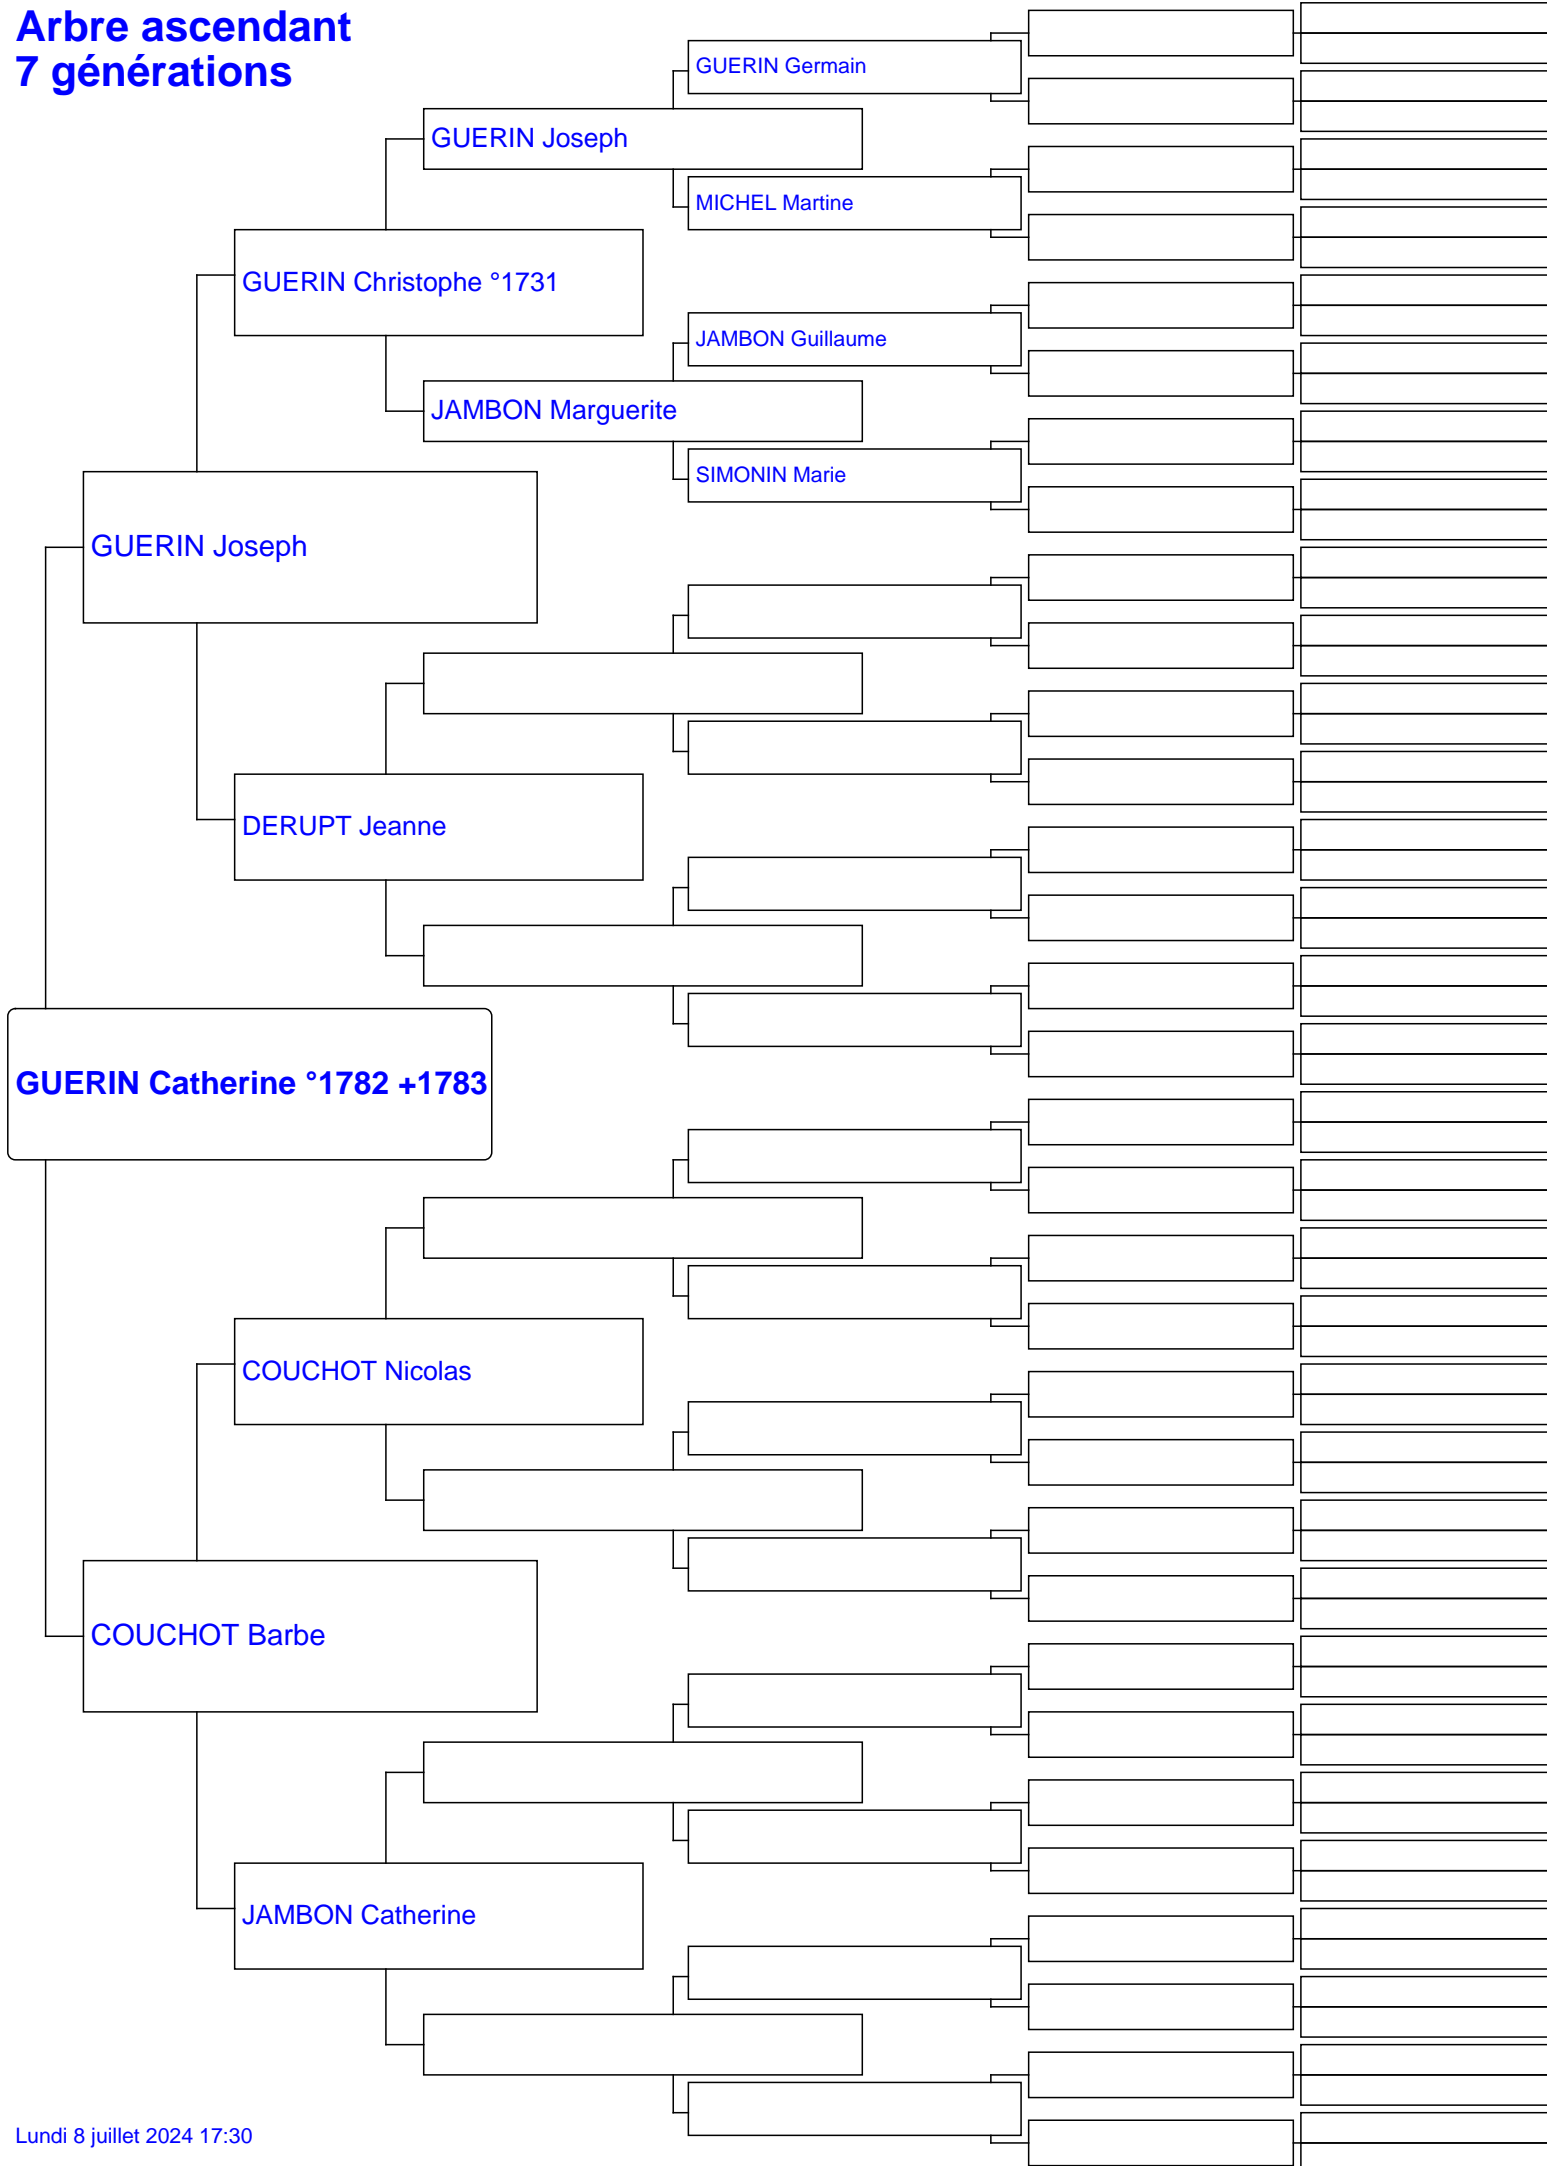 Arbre ascendant
7 générations
GUERIN Germain
GUERIN Joseph
MICHEL Martine
GUERIN Christophe °1731
JAMBON Guillaume
JAMBON Marguerite
SIMONIN Marie
GUERIN Joseph
DERUPT Jeanne
GUERIN Catherine °1782 +1783
COUCHOT Nicolas
COUCHOT Barbe
JAMBON Catherine
Lundi 8 juillet 2024 17:30